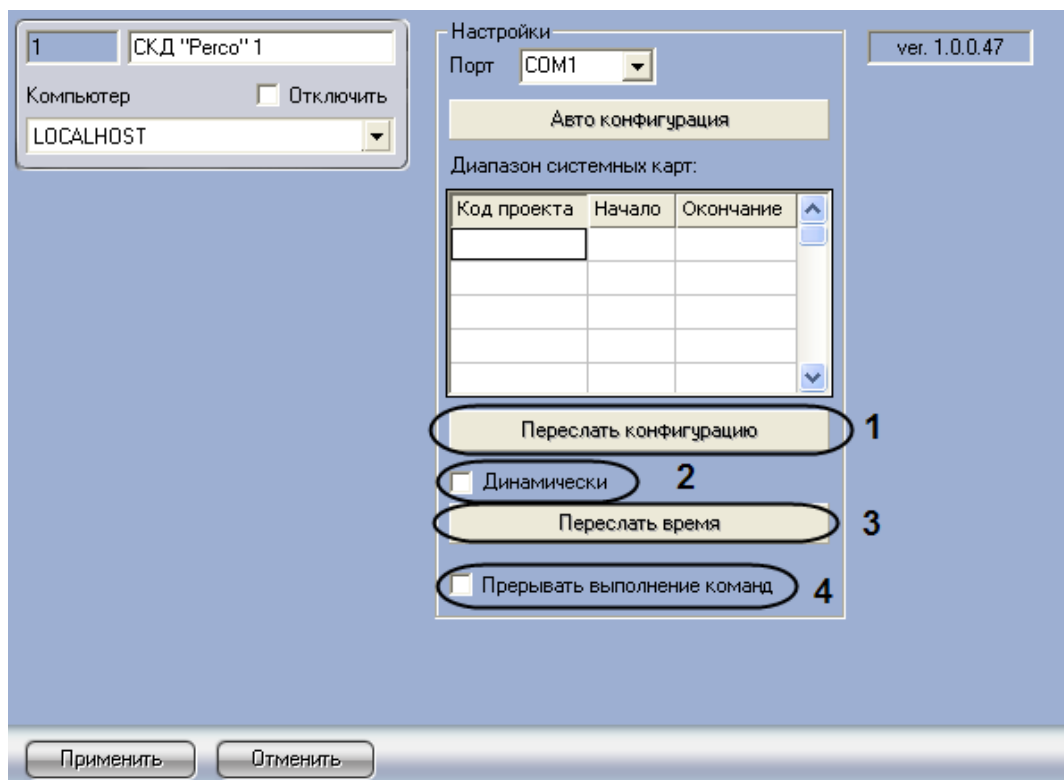 1
СКД "Perco" 1
Компьютер
Отключить
LOCALHOST
Настройки
Порт
COM1
Авто конфигурация
Диапазон системных карт:
Код проекта
Начало
Окончание
Переслать конфигурацию
1
Динамически
2
Переслать время
3
Прерывать выполнение команд
4
ver. 1.0.0.47
Применить
Отменить